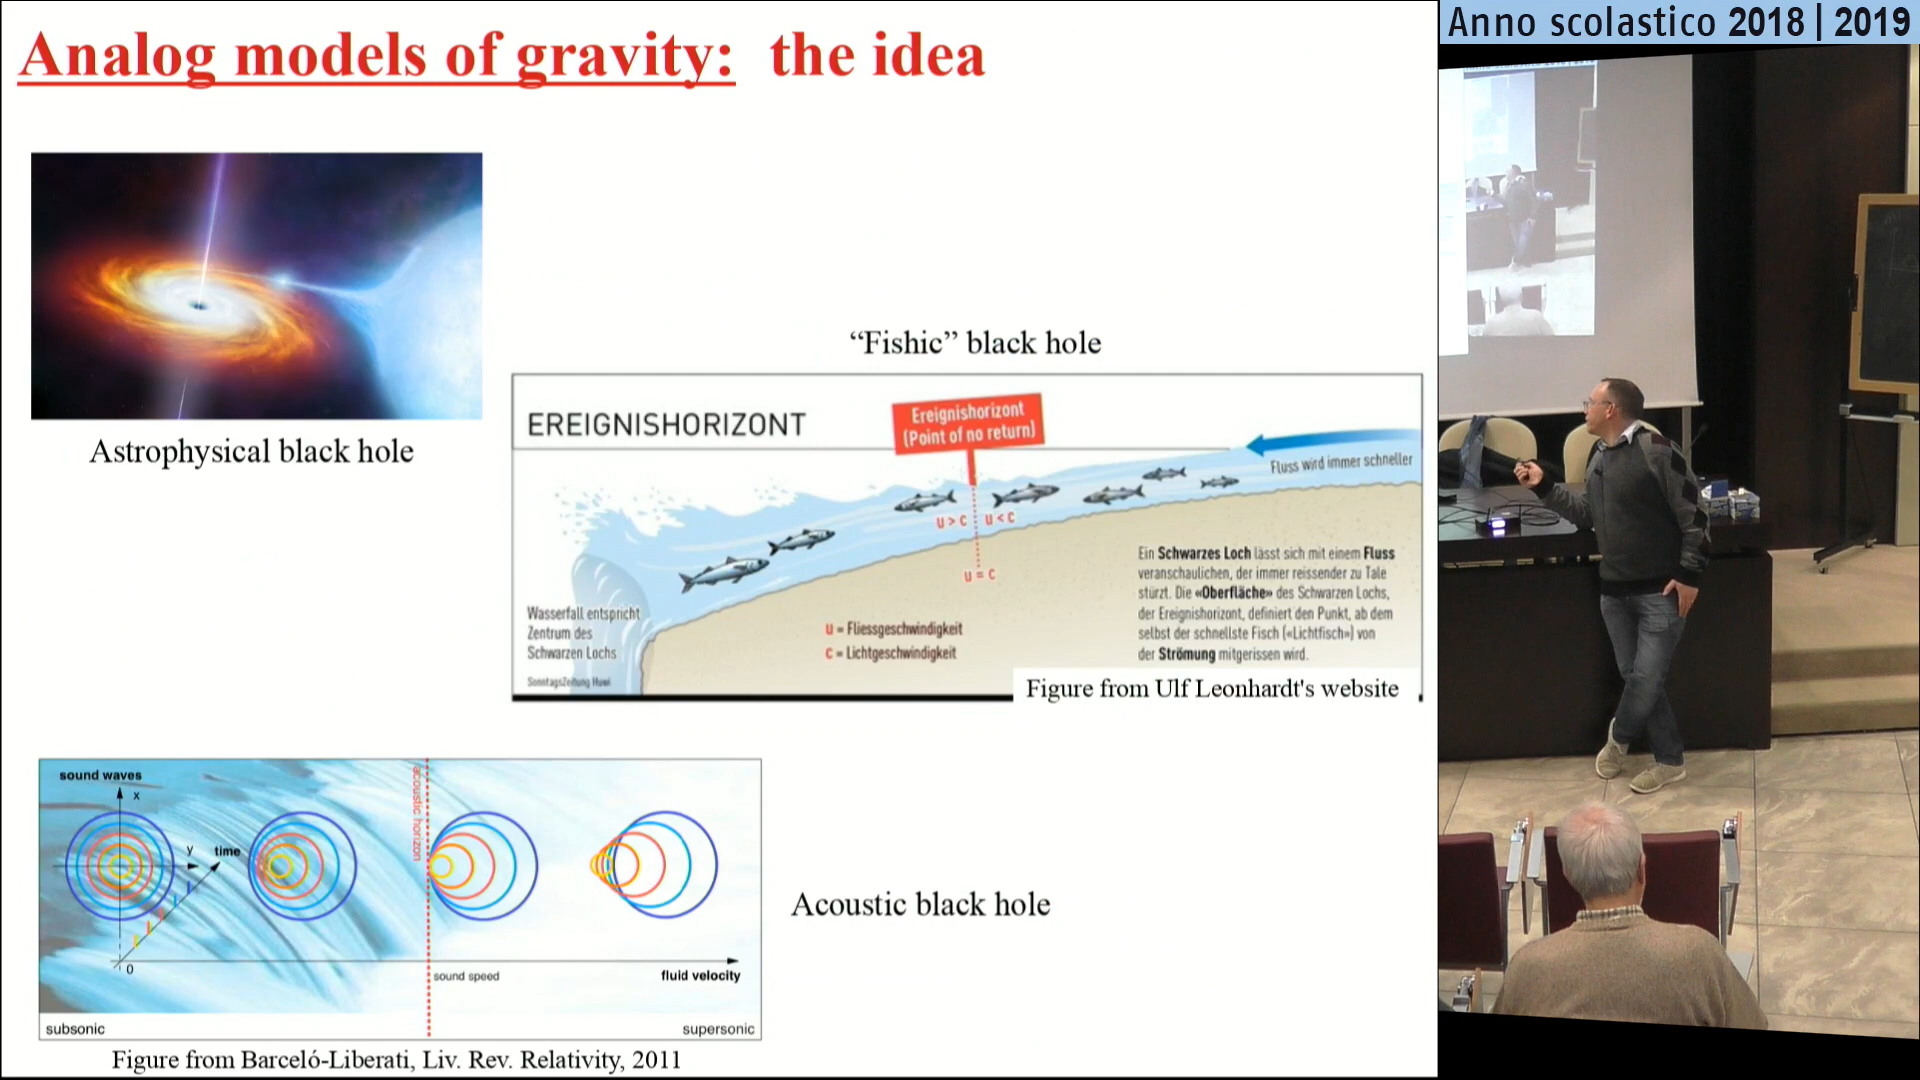 Analog models of gravity: the idea
Anno scolastico 2018 | 2019
Astrophysical black hole
“Fishic” black hole
EREIGNISHORIZONT
Ereignishorizont
(Point of no return)
Fluss wird immer schneller
u > c u < c
u = c
Wasserfall entspricht
Zentrum des
Schwarzen Lochs
SonntagsZeitung
u = Fliessgeschwindigkeit
c = Lichtgeschwindigkeit
Ein Schwarzes Loch lässt sich mit einem Fluss
veranschaulichen, der immer reissender zu Tale
stürzt. Die «Oberfläche» des Schwarzen Lochs,
der Ereignishorizont, definiert den Punkt, ab dem
selbst der schnellste Fisch («Lichtfisch») von
der Strömung mitgerissen wird.
Figure from Ulf Leonhardt's website
sound waves
x
y
time
0
acoustic horizon
sound speed
fluid velocity
subsonic
supersonic
Acoustic black hole
Figure from Barceló-Liberati, Liv. Rev. Relativity, 2011